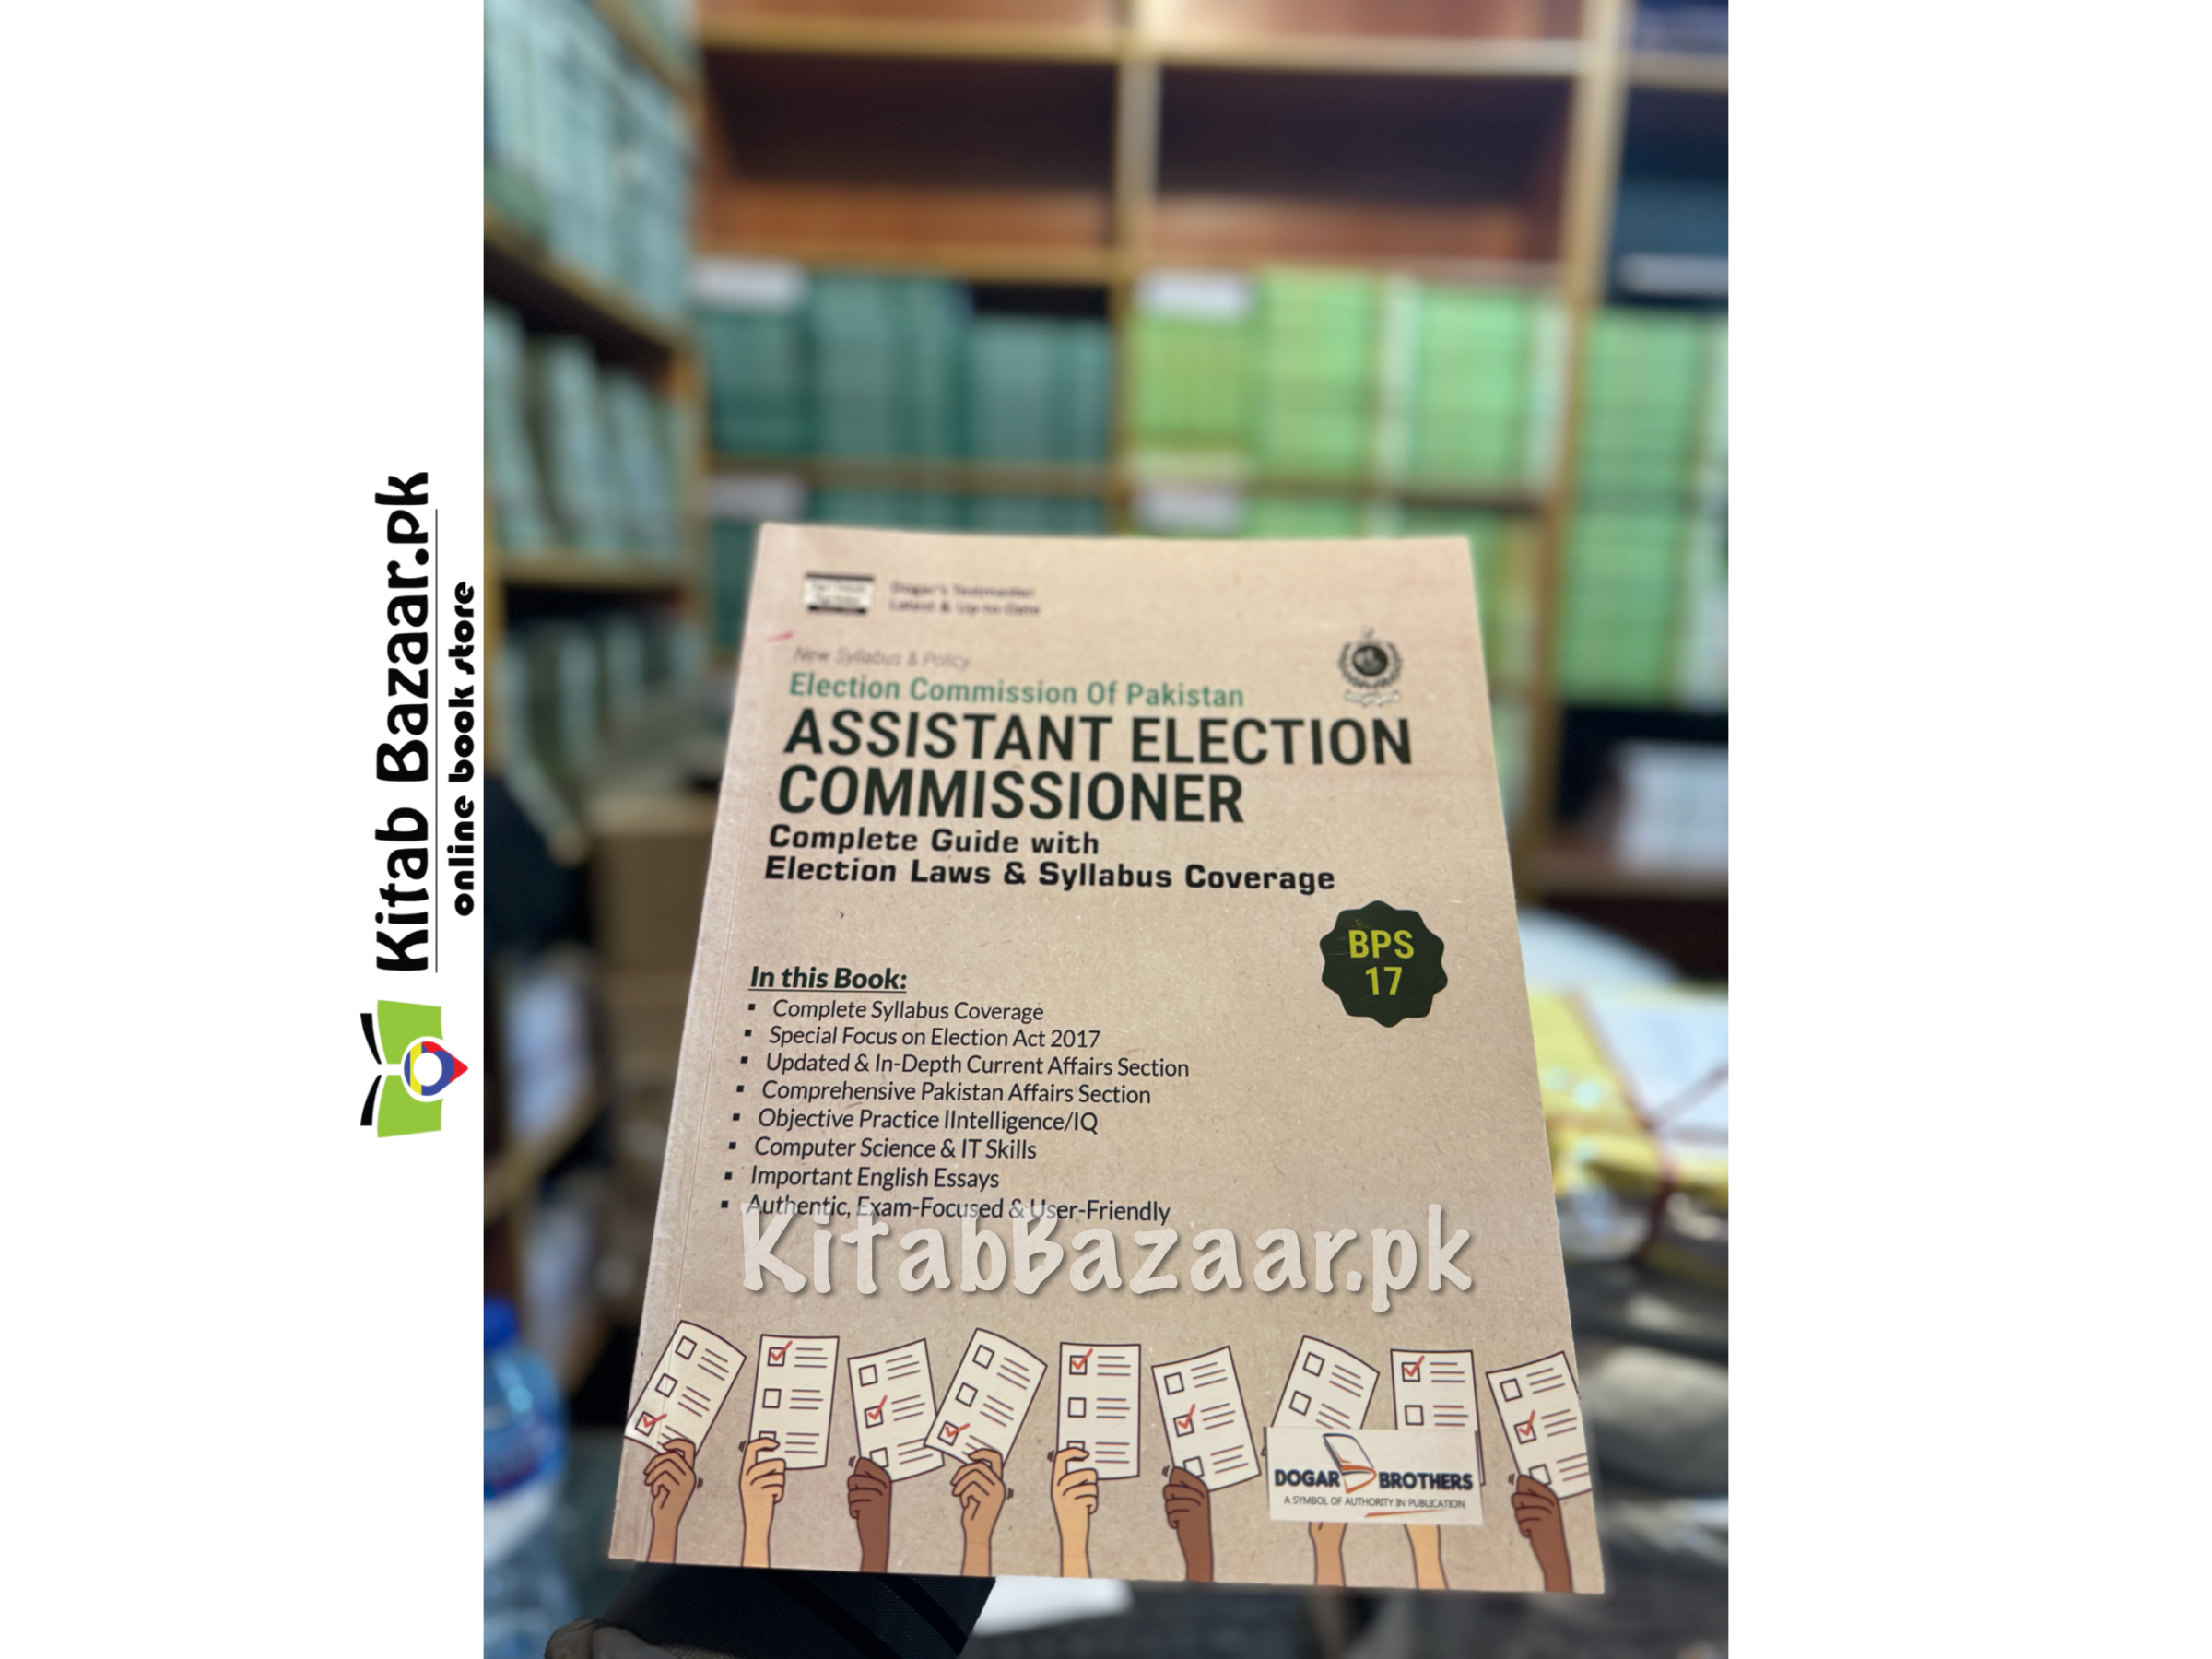 Kitab Bazaar.pk
online book store
Dogar's Testmaster
Latest & Up-to-Date
New Syllabus & Policy
Election Commission Of Pakistan
ASSISTANT ELECTION
COMMISSIONER
Complete Guide with
Election Laws & Syllabus Coverage
BPS
17
In this Book:
▪ Complete Syllabus Coverage
▪ Special Focus on Election Act 2017
▪ Updated & In-Depth Current Affairs Section
▪ Comprehensive Pakistan Affairs Section
▪ Objective Practice lIntelligence/IQ
▪ Computer Science & IT Skills
▪ Important English Essays
▪ Authentic, Exam-Focused & User-Friendly
KitabBazaar.pk
DOGAR BROTHERS
A SYMBOL OF AUTHORITY IN PUBLICATION